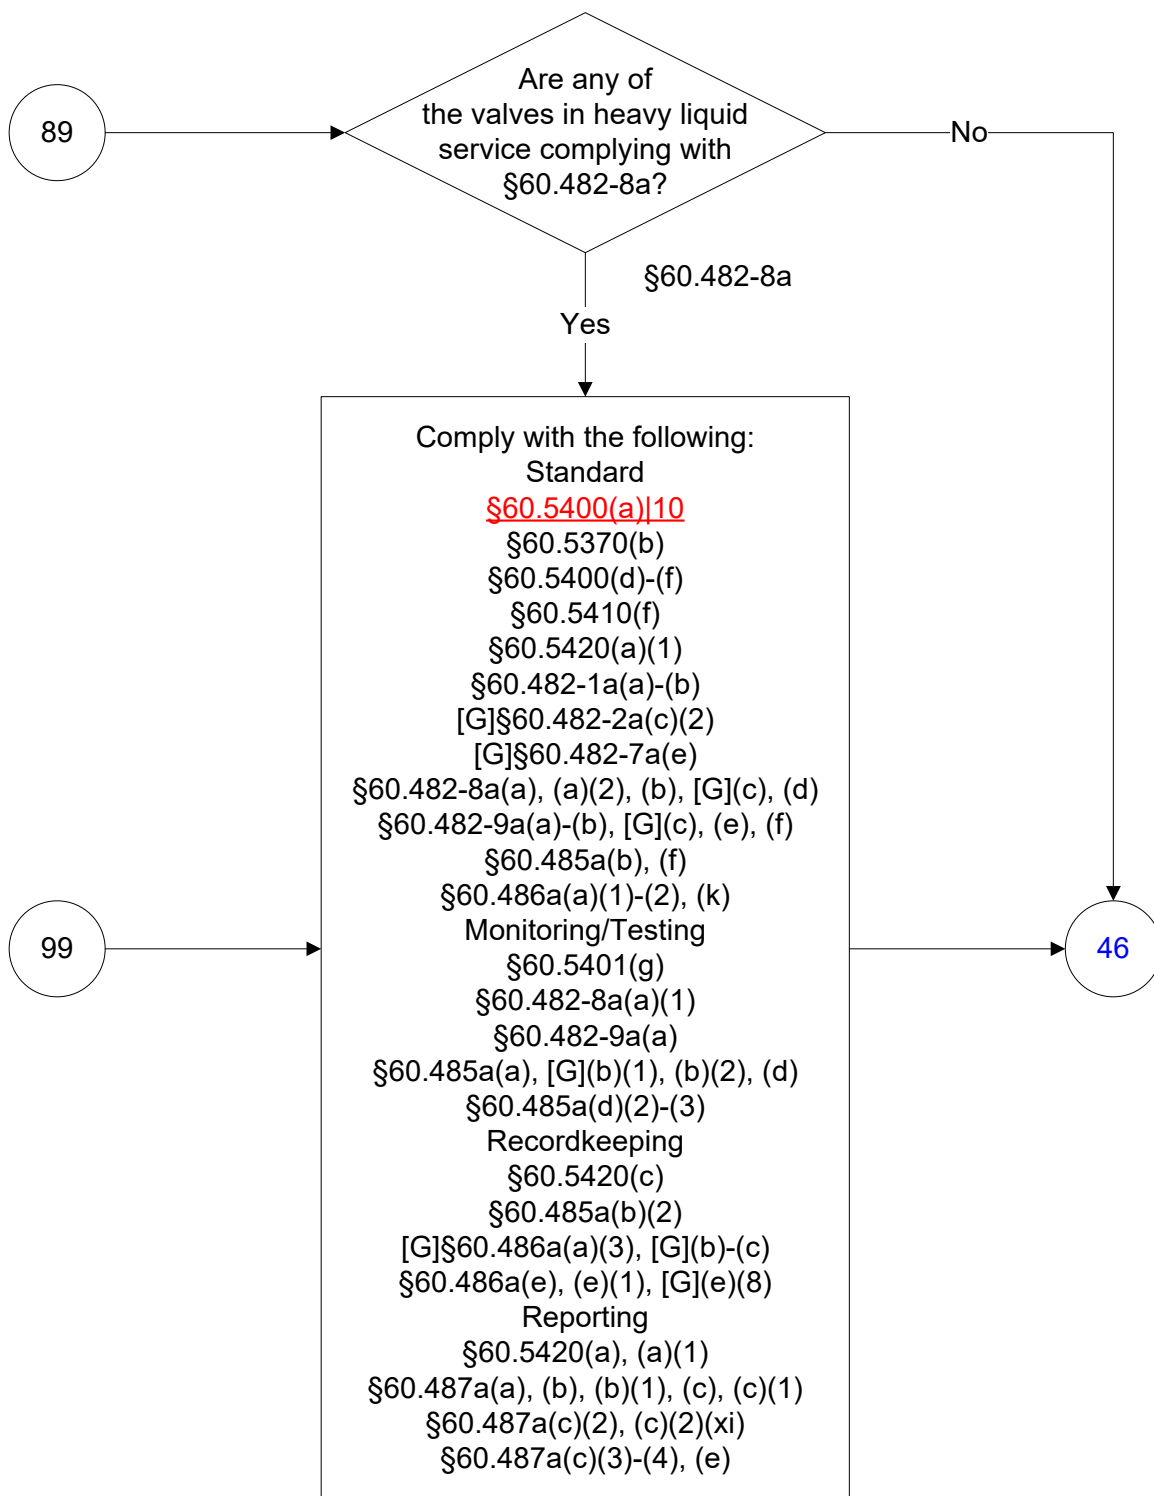 89
Are any of
the valves in heavy liquid
service complying with
§60.482-8a?
No
§60.482-8a
Yes
Comply with the following:
Standard
§60.5400(a)|10
§60.5370(b)
§60.5400(d)-(f)
§60.5410(f)
§60.5420(a)(1)
§60.482-1a(a)-(b)
[G]§60.482-2a(c)(2)
[G]§60.482-7a(e)
§60.482-8a(a), (a)(2), (b), [G](c), (d)
§60.482-9a(a)-(b), [G](c), (e), (f)
§60.485a(b), (f)
§60.486a(a)(1)-(2), (k)
Monitoring/Testing
§60.5401(g)
§60.482-8a(a)(1)
§60.482-9a(a)
§60.485a(a), [G](b)(1), (b)(2), (d)
§60.485a(d)(2)-(3)
Recordkeeping
§60.5420(c)
§60.485a(b)(2)
[G]§60.486a(a)(3), [G](b)-(c)
§60.486a(e), (e)(1), [G](e)(8)
Reporting
§60.5420(a), (a)(1)
§60.487a(a), (b), (b)(1), (c), (c)(1)
§60.487a(c)(2), (c)(2)(xi)
§60.487a(c)(3)-(4), (e)
99
46